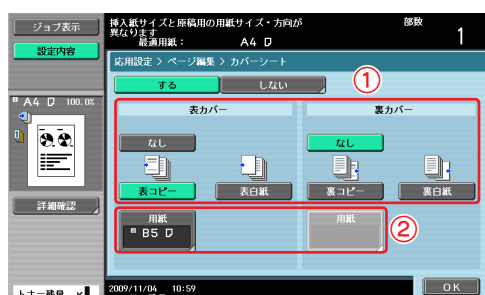 ジョブ表示
設定内容
挿入紙サイズと原稿用の用紙サイズ・方向が
異なります
最適用紙： A4
部数
1
応用設定 > ページ編集 > カバーシート
する
しない
①
A4 100.0%
表カバー
裏カバー
なし
なし
表コピー
表白紙
裏コピー
裏白紙
詳細確認
用紙
B5
用紙
②
トナー残量 K
2009/11/04 10:59
OK